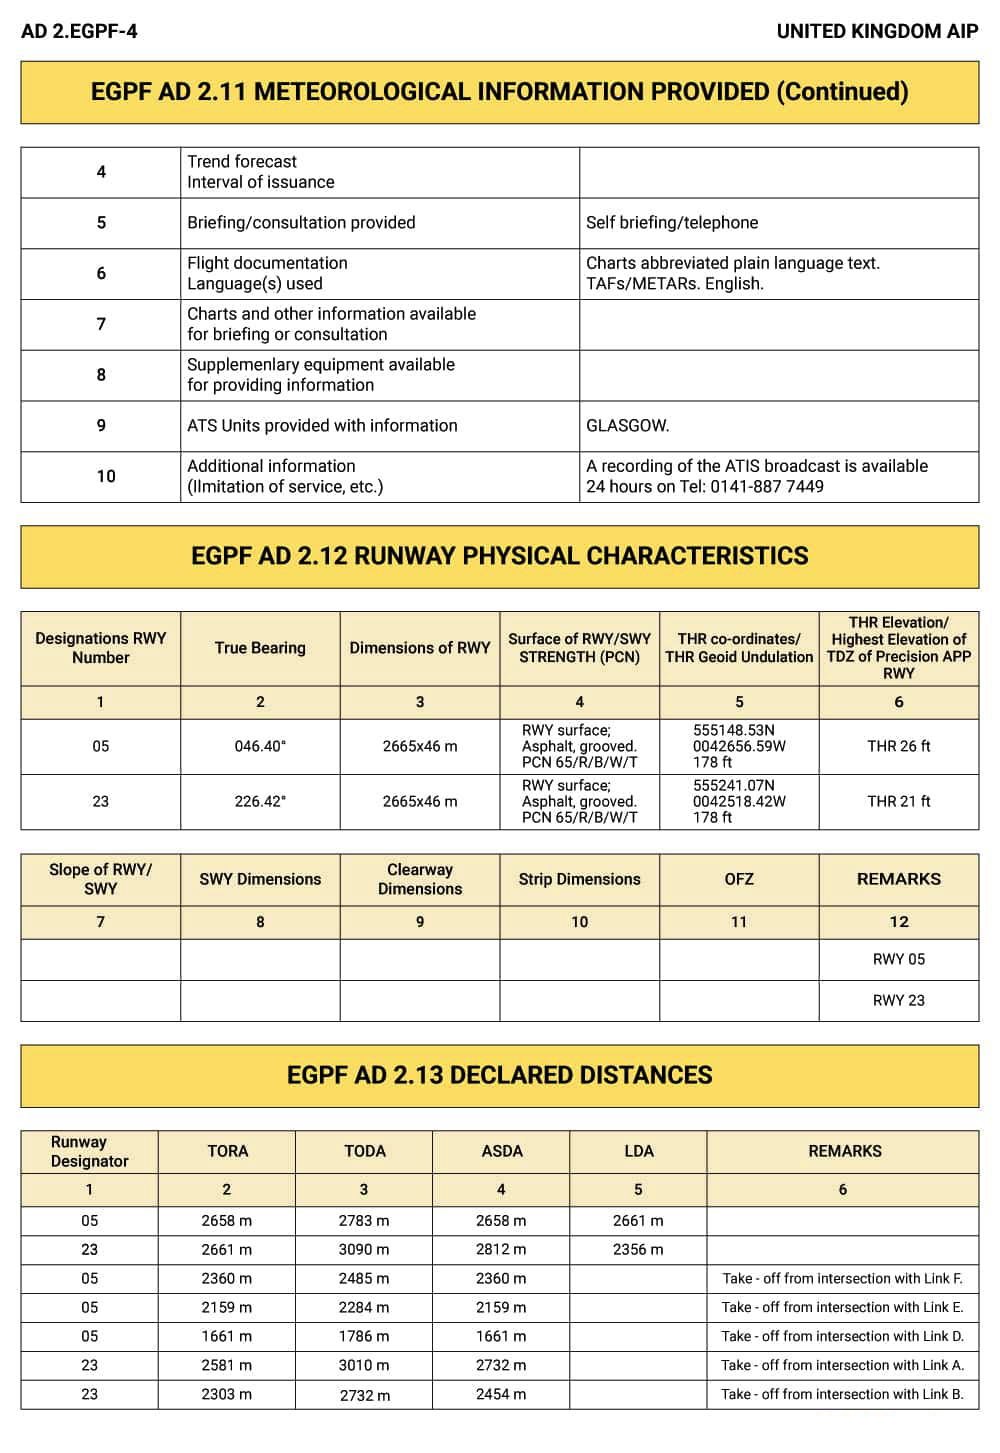 AD 2.EGPF-4
UNITED KINGDOM AIP
EGPF AD 2.11 METEOROLOGICAL INFORMATION PROVIDED (Continued)
4
Trend forecast
Interval of issuance
5
Briefing/consultation provided
Self briefing/telephone
6
Flight documentation
Language(s) used
Charts abbreviated plain language text.
TAFs/METARs. English.
7
Charts and other information available
for briefing or consultation
8
Supplemenlary equipment available
for providing information
9
ATS Units provided with information
GLASGOW.
10
Additional information
(IImitation of service, etc.)
A recording of the ATIS broadcast is available
24 hours on Tel: 0141-887 7449
EGPF AD 2.12 RUNWAY PHYSICAL CHARACTERISTICS
Designations RWY
Number
True Bearing
Dimensions of RWY
Surface of RWY/SWY
STRENGTH (PCN)
THR co-ordinates/
THR Geoid Undulation
THR Elevation/
Highest Elevation of
TDZ of Precision APP
RWY
1
2
3
4
5
6
05
046.40°
2665x46 m
RWY surface;
Asphalt, grooved.
PCN 65/R/B/W/T
555148.53N
0042656.59W
178 ft
THR 26 ft
23
226.42°
2665x46 m
RWY surface;
Asphalt, grooved.
PCN 65/R/B/W/T
555241.07N
0042518.42W
178 ft
THR 21 ft
Slope of RWY/
SWY
SWY Dimensions
Clearway
Dimensions
Strip Dimensions
OFZ
REMARKS
7
8
9
10
11
12
RWY 05
RWY 23
EGPF AD 2.13 DECLARED DISTANCES
Runway
Designator
TORA
TODA
ASDA
LDA
REMARKS
1
2
3
4
5
6
05
2658 m
2783 m
2658 m
2661 m
23
2661 m
3090 m
2812 m
2356 m
05
2360 m
2485 m
2360 m
Take - off from intersection with Link F.
05
2159 m
2284 m
2159 m
Take - off from intersection with Link E.
05
1661 m
1786 m
1661 m
Take - off from intersection with Link D.
23
2581 m
3010 m
2732 m
Take - off from intersection with Link A.
23
2303 m
2732 m
2454 m
Take - off from intersection with Link B.